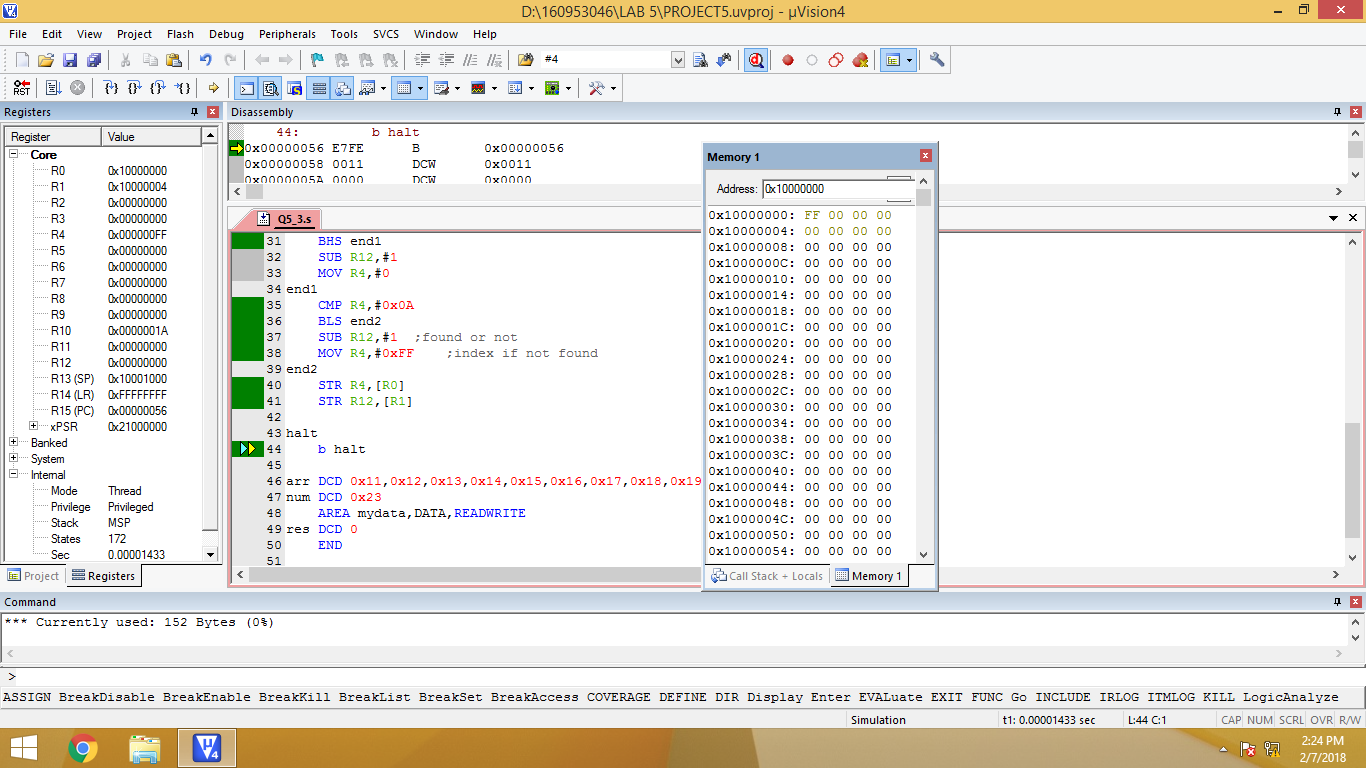 D:\160953046\LAB 5\PROJECT5.uvproj - µVision4
File Edit View Project Flash Debug Peripherals Tools SVCS Window Help
#4
RST
Registers
Register Value
Core
R0 0x10000000
R1 0x10000004
R2 0x00000000
R3 0x00000000
R4 0x000000FF
R5 0x00000000
R6 0x00000000
R7 0x00000000
R8 0x00000000
R9 0x00000000
R10 0x0000001A
R11 0x00000000
R12 0x00000000
R13 (SP) 0x10001000
R14 (LR) 0xFFFFFFFF
R15 (PC) 0x00000056
xPSR 0x21000000
Banked
System
Internal
Mode Thread
Privilege Privileged
Stack MSP
States 172
Sec 0.00001433
Project Registers
Disassembly
44: b halt
0x00000056 E7FE B 0x00000056
0x00000058 0011 DCW 0x0011
0x0000005A 0000 DCW 0x0000
Q5_3.s
31 BHS end1
32 SUB R12,#1
33 MOV R4,#0
34 end1
35 CMP R4,#0x0A
36 BLS end2
37 SUB R12,#1 ;found or not
38 MOV R4,#0xFF ;index if not found
39 end2
40 STR R4,[R0]
41 STR R12,[R1]
42
43 halt
44 b halt
45
46 arr DCD 0x11,0x12,0x13,0x14,0x15,0x16,0x17,0x18,0x19
47 num DCD 0x23
48 AREA mydata,DATA,READWRITE
49 res DCD 0
50 END
51
Memory 1
Address: 0x10000000
0x10000000: FF 00 00 00
0x10000004: 00 00 00 00
0x10000008: 00 00 00 00
0x1000000C: 00 00 00 00
0x10000010: 00 00 00 00
0x10000014: 00 00 00 00
0x10000018: 00 00 00 00
0x1000001C: 00 00 00 00
0x10000020: 00 00 00 00
0x10000024: 00 00 00 00
0x10000028: 00 00 00 00
0x1000002C: 00 00 00 00
0x10000030: 00 00 00 00
0x10000034: 00 00 00 00
0x10000038: 00 00 00 00
0x1000003C: 00 00 00 00
0x10000040: 00 00 00 00
0x10000044: 00 00 00 00
0x10000048: 00 00 00 00
0x1000004C: 00 00 00 00
0x10000050: 00 00 00 00
0x10000054: 00 00 00 00
Call Stack + Locals Memory 1
Command
*** Currently used: 152 Bytes (0%)
>
ASSIGN BreakDisable BreakEnable BreakKill BreakList BreakSet BreakAccess COVERAGE DEFINE DIR Display Enter EVALuate EXIT FUNC Go INCLUDE IRLOG ITMLOG KILL LogicAnalyze
Simulation t1: 0.00001433 sec L:44 C:1 CAP NUM SCRL OVR R/W
2:24 PM
2/7/2018